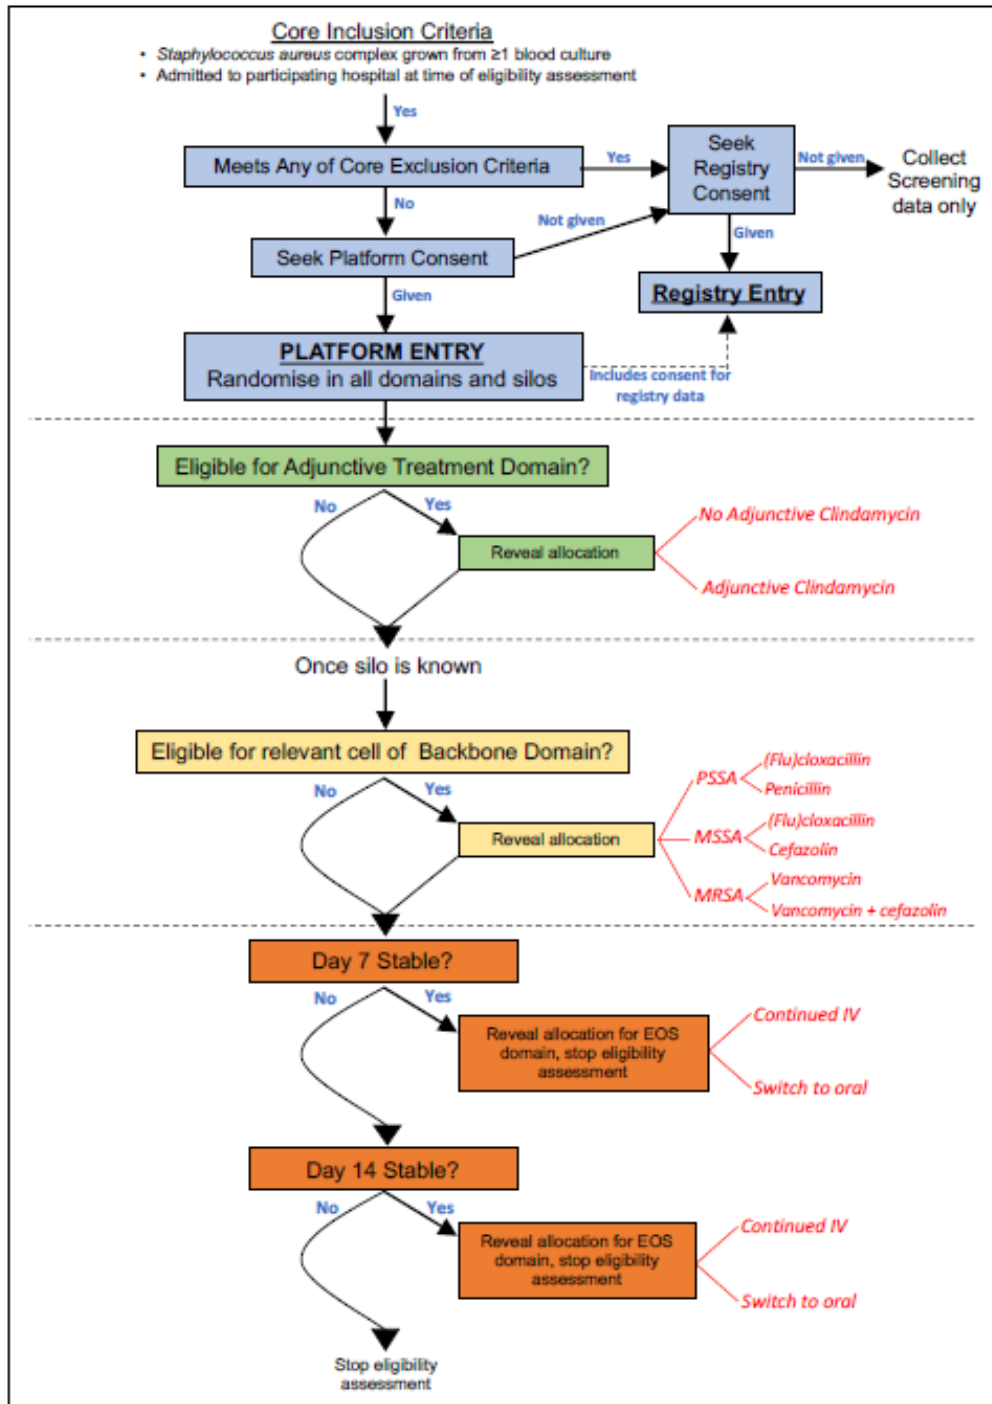 Core Inclusion Criteria
• Staphylococcus aureus complex grown from ≥1 blood culture
• Admitted to participating hospital at time of eligibility assessment
Yes
Meets Any of Core Exclusion Criteria
Yes
Seek
Registry
Consent
Not given
Collect
Screening
data only
No
Not given
Seek Platform Consent
Given
Given
Registry Entry
PLATFORM ENTRY
Randomise in all domains and silos
Includes consent for
registry data
Eligible for Adjunctive Treatment Domain?
No
Yes
Reveal allocation
No Adjunctive Clindamycin
Adjunctive Clindamycin
Once silo is known
Eligible for relevant cell of Backbone Domain?
No
Yes
Reveal allocation
PSSA
(Flu)cloxacillin
Penicillin
MSSA
(Flu)cloxacillin
Cefazolin
MRSA
Vancomycin
Vancomycin + cefazolin
Day 7 Stable?
No
Yes
Reveal allocation for EOS
domain, stop eligibility
assessment
Continued IV
Switch to oral
Day 14 Stable?
No
Yes
Reveal allocation for EOS
domain, stop eligibility
assessment
Continued IV
Switch to oral
Stop eligibility
assessment